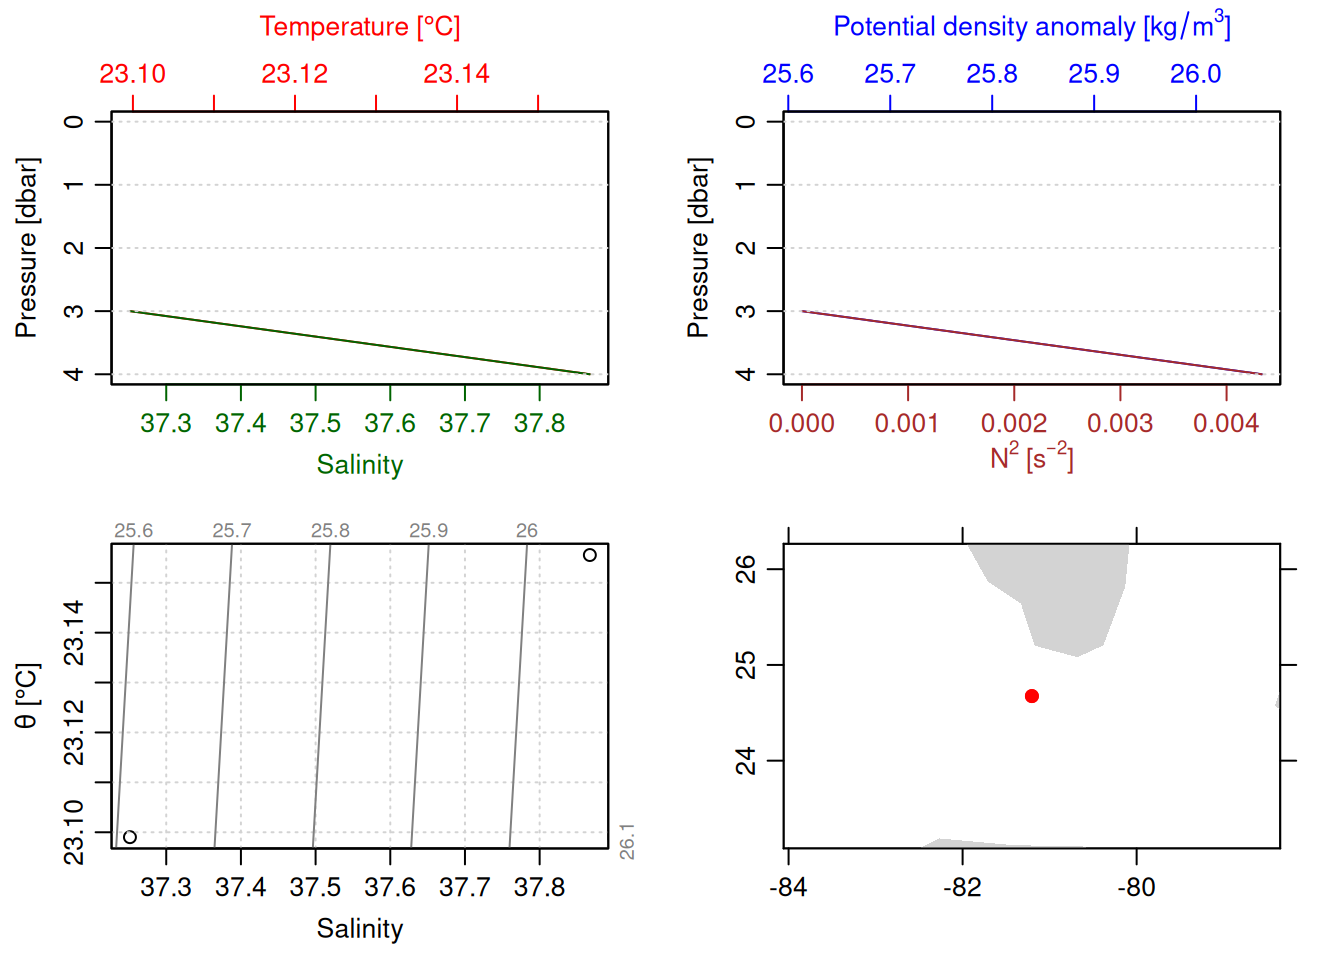 Temperature [°C]
23.10 23.12 23.14
0
1
2
3
4
Pressure [dbar]
37.3 37.4 37.5 37.6 37.7 37.8
Salinity
Potential density anomaly [kg/m³]
25.6 25.7 25.8 25.9 26.0
0
1
2
3
4
Pressure [dbar]
0.000 0.001 0.002 0.003 0.004
N² [s⁻²]
25.6 25.7 25.8 25.9 26
26.1
23.14
23.12
23.10
θ [°C]
37.3 37.4 37.5 37.6 37.7 37.8
Salinity
26
25
24
-84 -82 -80